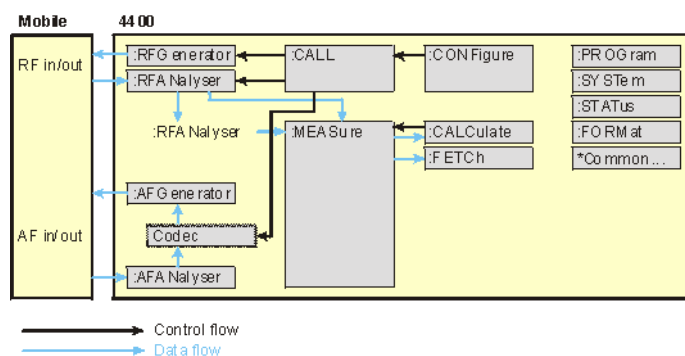 Mobile
4400
RF in/out
:RFGenerator
:CALL
:CONFigure
:PROGram
:RFANalyser
:SYSTem
:STATus
:RFANalyser
:MEASure
:CALCulate
:FORMat
:FETCh
*Common...
:AFGenerator
AF in/out
Codec
:AFANalyser
Control flow
Data flow